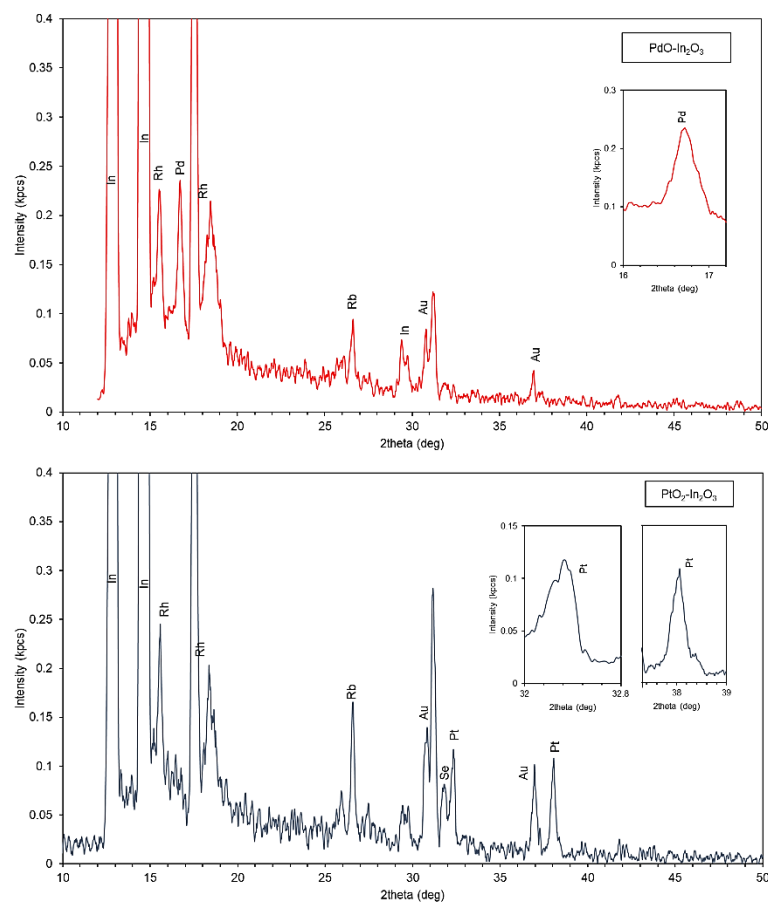 0.4
0.35
0.3
0.25
0.2
0.15
0.1
0.05
0
Intensity (kpcs)
10 15 20 25 30 35 40 45 50
2theta (deg)
In
In
Rh
Pd
Rh
Rb
In
Au
Au
PdO-In₂O₃
0.3
0.2
0.1
0
Intensity (kpcs)
Pd
16 17
2theta (deg)
0.4
0.35
0.3
0.25
0.2
0.15
0.1
0.05
0
Intensity (kpcs)
10 15 20 25 30 35 40 45 50
2theta (deg)
In
In
Rh
Rh
Rb
Au
Se
Pt
Au
Pt
PtO₂-In₂O₃
0.15
0.1
0.05
0
Intensity (kpcs)
Pt
32 32.8
2theta (deg)
Pt
38 39
2theta (deg)